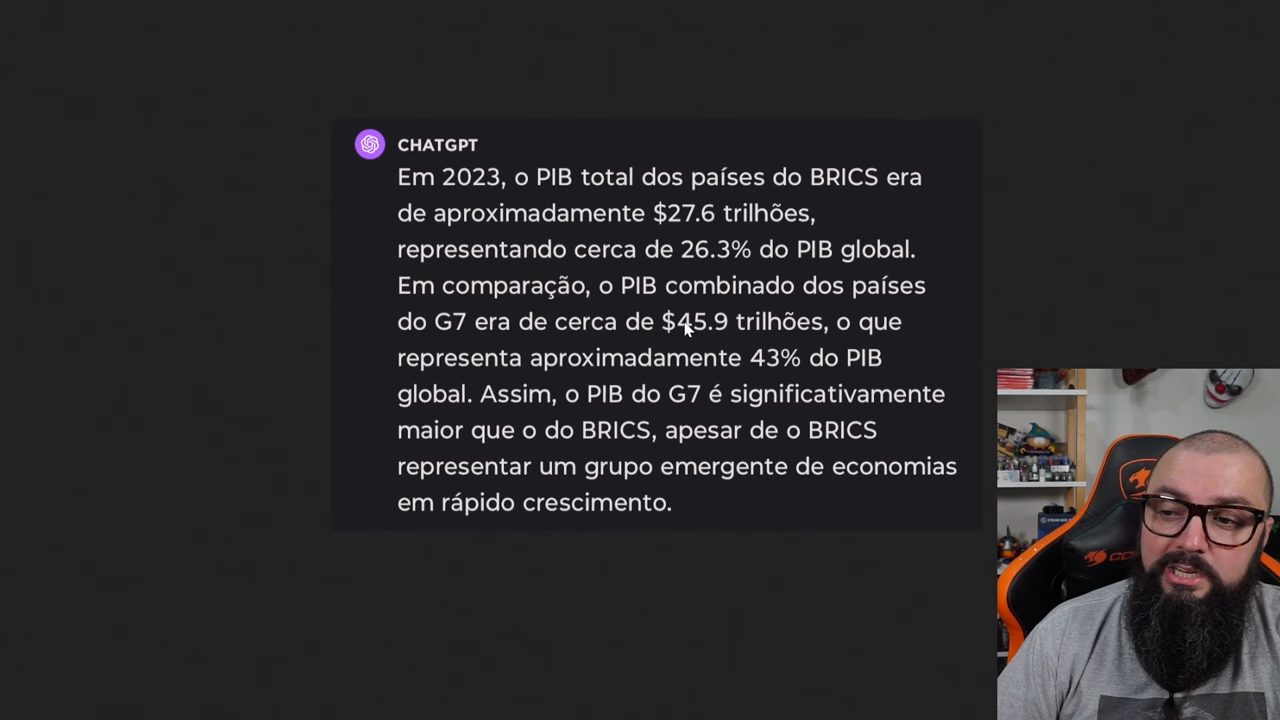 CHATGPT
Em 2023, o PIB total dos países do BRICS era
de aproximadamente $27.6 trilhões,
representando cerca de 26.3% do PIB global.
Em comparação, o PIB combinado dos países
do G7 era de cerca de $45.9 trilhões, o que
representa aproximadamente 43% do PIB
global. Assim, o PIB do G7 é significativamente
maior que o do BRICS, apesar de o BRICS
representar um grupo emergente de economias
em rápido crescimento.